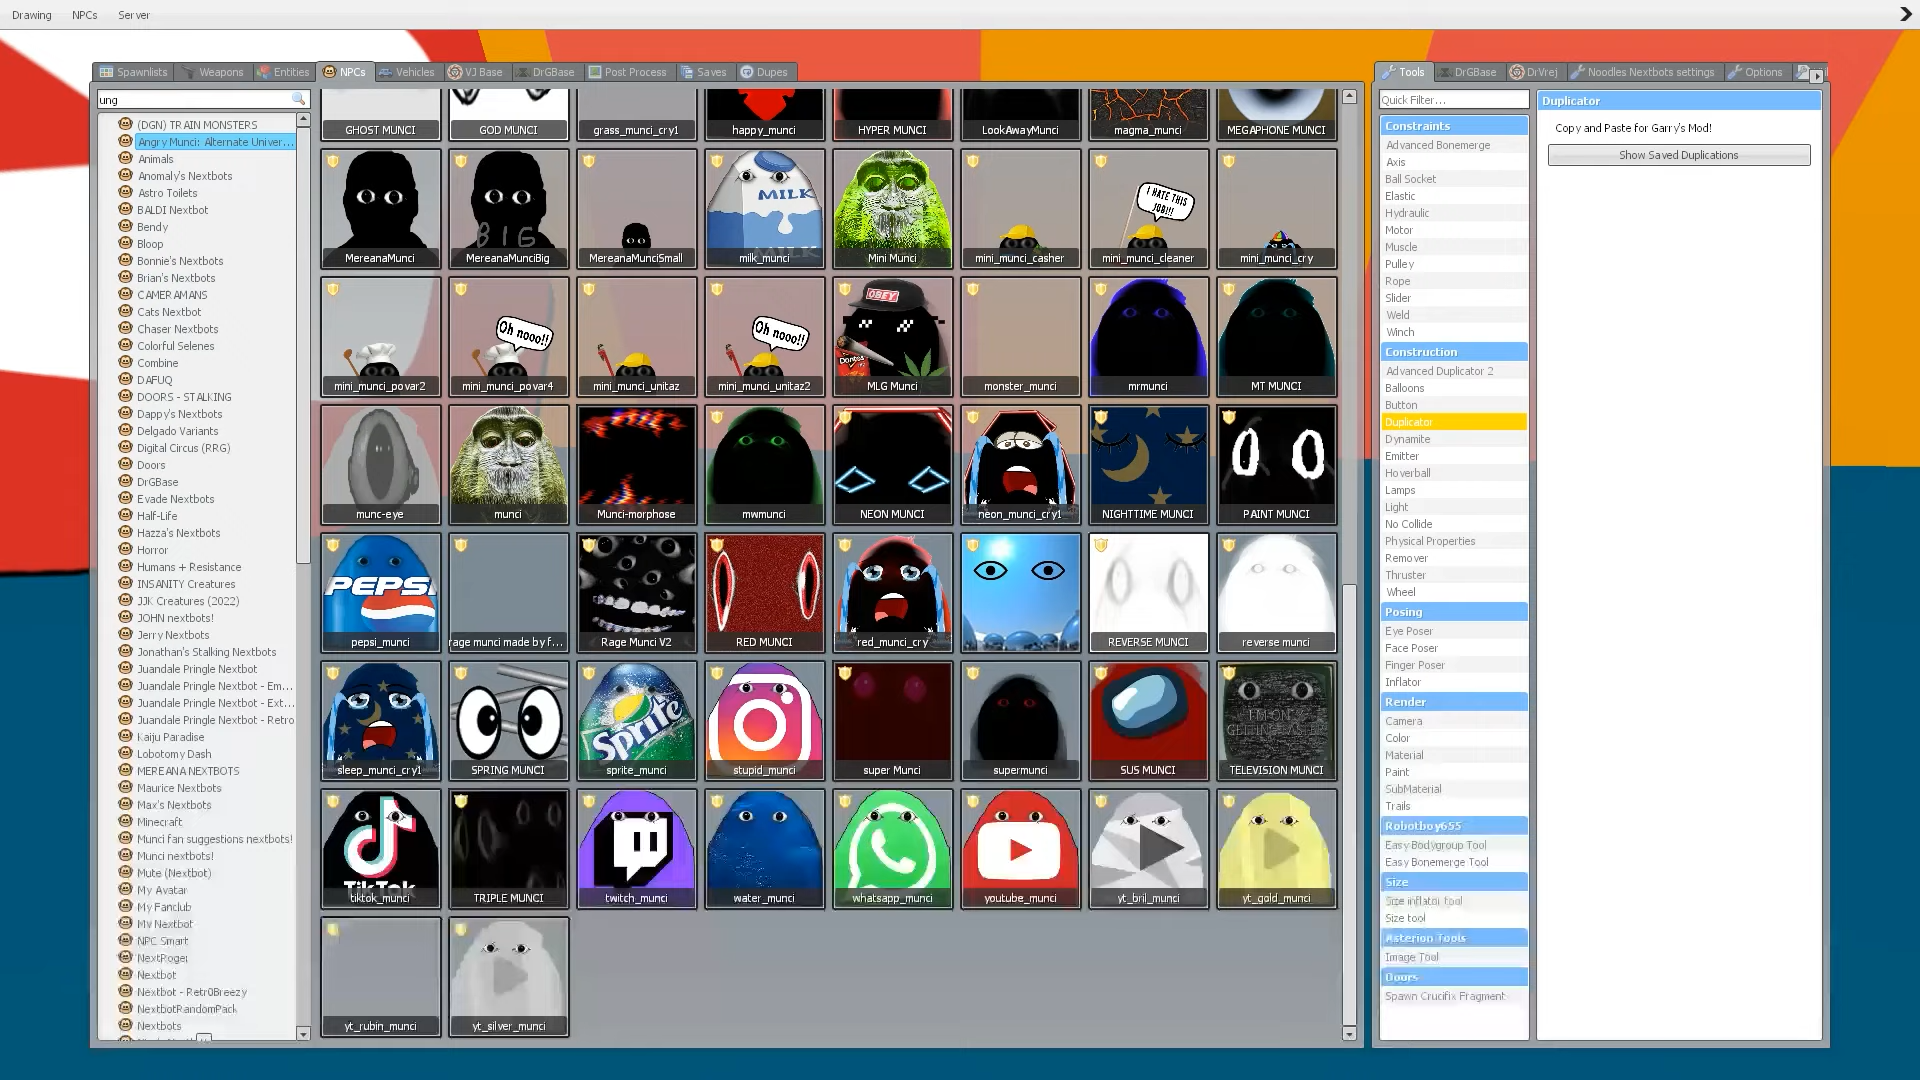 Drawing
NPCs
Server
Spawnlists
Weapons
Entities
NPCs
Vehicles
VJ Base
DrGBase
Post Process
Saves
Dupes
ung
(DGN) TRAIN MONSTERS
Angry Munci: Alternate Univer...
Animals
Anomaly's Nextbots
Astro Toilets
BALDI Nextbot
Bendy
Bloop
Bonnie's Nextbots
Brian's Nextbots
CAMERAMANS
Cats Nextbot
Chaser Nextbots
Colorful Selenes
Combine
DAFUQ
DOORS - STALKING
Dappy's Nextbots
Delgado Variants
Digital Circus (RRG)
Doors
DrGBase
Evade Nextbots
Half-Life
Hazza's Nextbots
Horror
Humans + Resistance
INSANITY Creatures
JJK Creatures (2022)
JOHN nextbots!
Jerry Nextbots
Jonathan's Stalking Nextbots
Juandale Pringle Nextbot
Juandale Pringle Nextbot - Em...
Juandale Pringle Nextbot - Ext...
Juandale Pringle Nextbot - Retro
Kaiju Paradise
Lobotomy Dash
MEREANA NEXTBOTS
Maurice Nextbots
Max's Nextbots
Minecraft
Munci fan suggestions nextbots!
Munci nextbots!
Mute (Nextbot)
My Avatar
My Fanclub
My Nextbot
NPC Smart
NextRoger
Nextbot
Nextbot - Retr0Breezy
NextbotRandomPack
Nextbots
GHOST MUNCI
GOD MUNCI
grass_munci_cry1
happy_munci
HYPER MUNCI
LookAwayMunci
magma_munci
MEGAPHONE MUNCI
BIG
MILK
MILK
I HATE THIS
JOB!!!
MereanaMunci
MereanaMunciBig
MereanaMunciSmall
milk_munci
Mini Munci
mini_munci_casher
mini_munci_cleaner
mini_munci_cry
Oh nooo!!
Oh nooo!!
OBEY
Doritos
mini_munci_povar2
mini_munci_povar4
mini_munci_unitaz
mini_munci_unitaz2
MLG Munci
monster_munci
mrmunci
MT MUNCI
munc-eye
munci
Munci-morphose
mwmunci
NEON MUNCI
neon_munci_cry1
NIGHTTIME MUNCI
PAINT MUNCI
PEPSI
pepsi_munci
rage munci made by f...
Rage Munci V2
RED MUNCI
red_munci_cry
REVERSE MUNCI
reverse munci
Sprite
I'M ONLY
GETTING FASTER
sleep_munci_cry1
SPRING MUNCI
sprite_munci
stupid_munci
super Munci
supermunci
SUS MUNCI
TELEVISION MUNCI
TikTok
tiktok_munci
TRIPLE MUNCI
twitch_munci
water_munci
whatsapp_munci
youtube_munci
yt_bril_munci
yt_gold_munci
yt_rubin_munci
yt_silver_munci
Tools
DrGBase
DrVrej
Noodles Nextbots settings
Options
Quick Filter...
Constraints
Advanced Bonemerge
Axis
Ball Socket
Elastic
Hydraulic
Motor
Muscle
Pulley
Rope
Slider
Weld
Winch
Construction
Advanced Duplicator 2
Balloons
Button
Duplicator
Dynamite
Emitter
Hoverball
Lamps
Light
No Collide
Physical Properties
Remover
Thruster
Wheel
Posing
Eye Poser
Face Poser
Finger Poser
Inflator
Render
Camera
Color
Material
Paint
SubMaterial
Trails
Robotboy655
Easy Bodygroup Tool
Easy Bonemerge Tool
Size
Size inflator tool
Size tool
Asterion Tools
Image Tool
Doors
Spawn Crucifix Fragment
Duplicator
Copy and Paste for Garry's Mod!
Show Saved Duplications